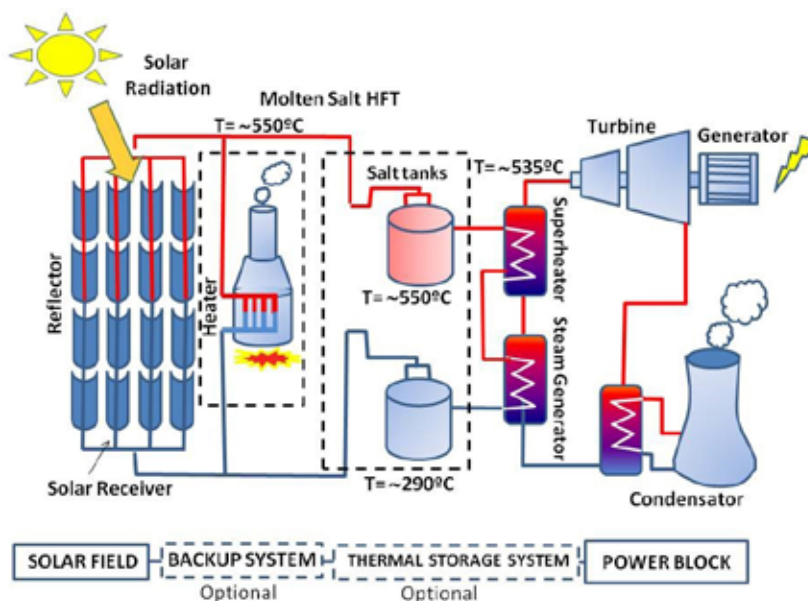 Solar
Radiation
Molten Salt HFT
T= ~550ºC
Turbine
Generator
Salt tanks
T= ~535ºC
Reflector
Heater
Superheater
T= ~550ºC
Steam Generator
Solar Receiver
T= ~290ºC
Condensator
SOLAR FIELD
BACKUP SYSTEM
THERMAL STORAGE SYSTEM
POWER BLOCK
Optional
Optional